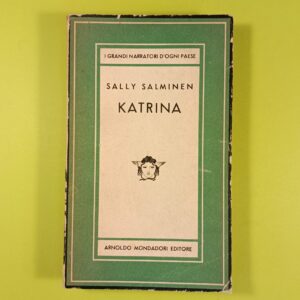 I GRANDI NARRATORI D'OGNI PAESE
SALLY SALMINEN
KATRINA
ARNOLDO MONDADORI EDITORE